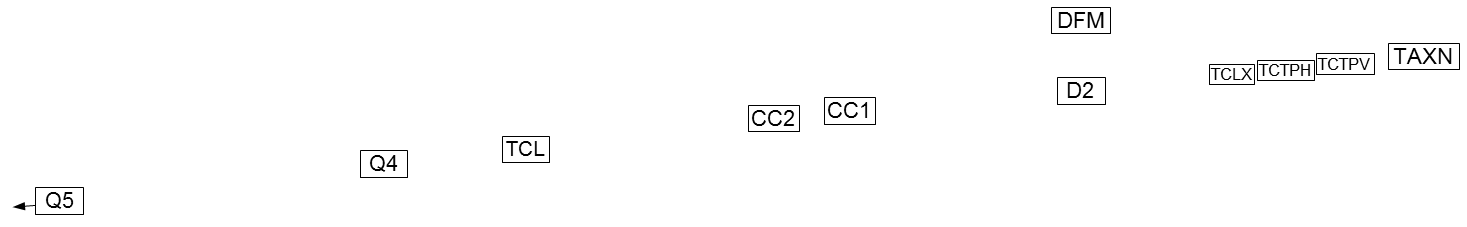 DFM
TAXN
TCTPV
TCTPH
TCLX
D2
CC1
CC2
TCL
Q4
Q5